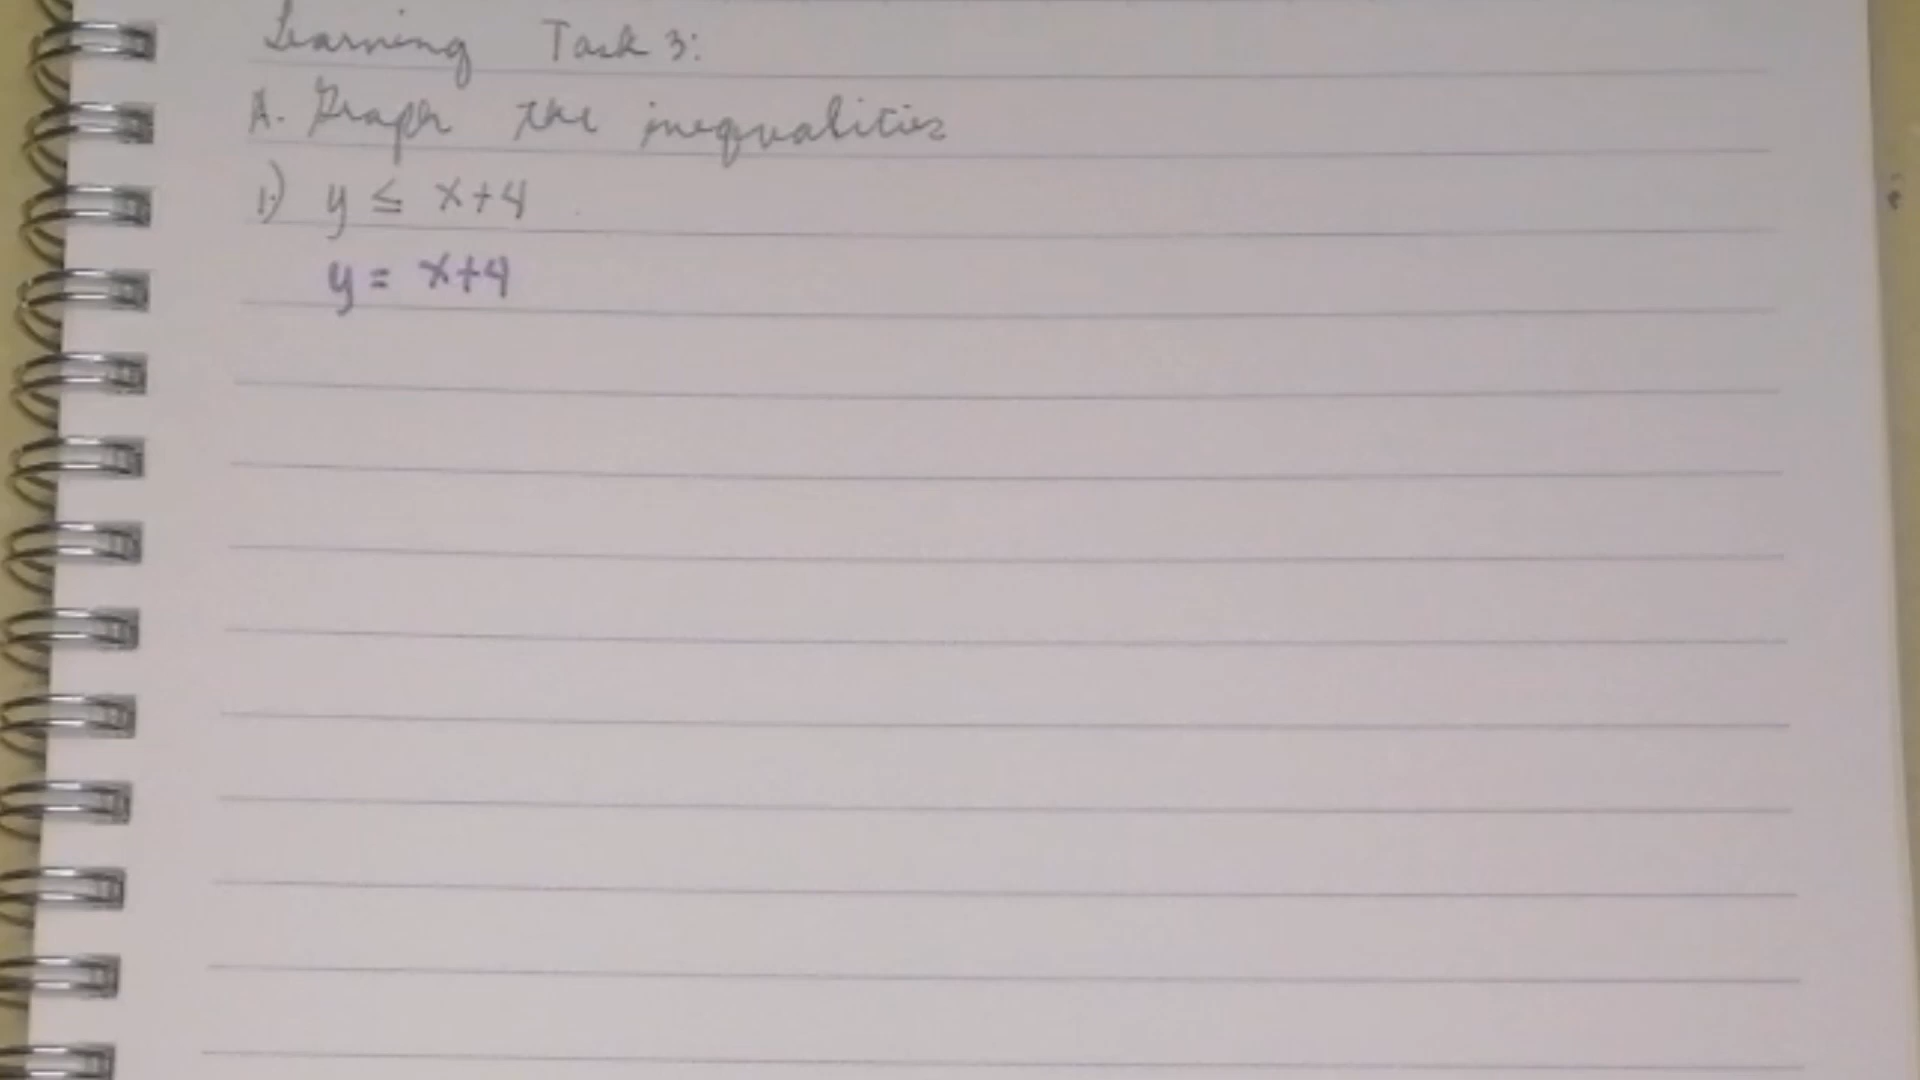 Learning Task 3:
A. Graph the inequalities
1.) y ≤ x+4
y = x+4